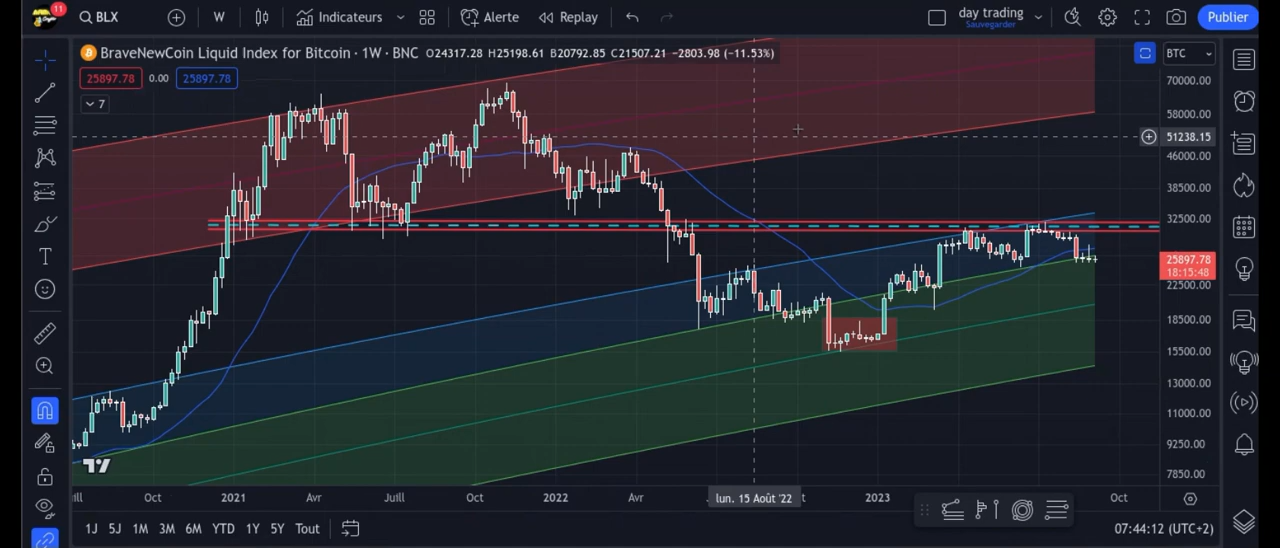 11
BLX
W
Indicateurs
Alerte
Replay
day trading
Sauvegarder
Publier
BraveNewCoin Liquid Index for Bitcoin · 1W · BNC O24317.28 H25198.61 B20792.85 C21507.21 −2803.98 (−11.53%)
BTC
25897.78 0.00 25897.78
7
70000.00
58000.00
51238.15
46000.00
38500.00
32500.00
25897.78
18:15:48
22500.00
18500.00
15500.00
13000.00
11000.00
9250.00
7850.00
Oct 2021 Avr Juill Oct 2022 Avr lun. 15 Août '22 2023 Oct
1J 5J 1M 3M 6M YTD 1Y 5Y Tout
07:44:12 (UTC+2)